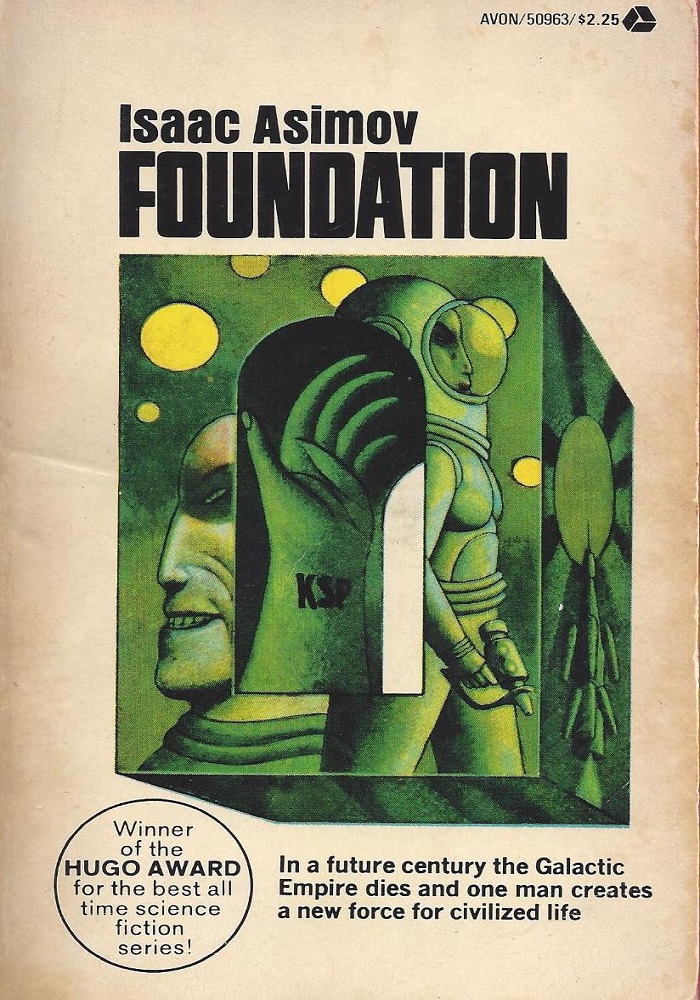 AVON/50963/$2.25
Isaac Asimov
FOUNDATION
KSP
Winner
of the
HUGO AWARD
for the best all
time science
fiction
series!
In a future century the Galactic
Empire dies and one man creates
a new force for civilized life